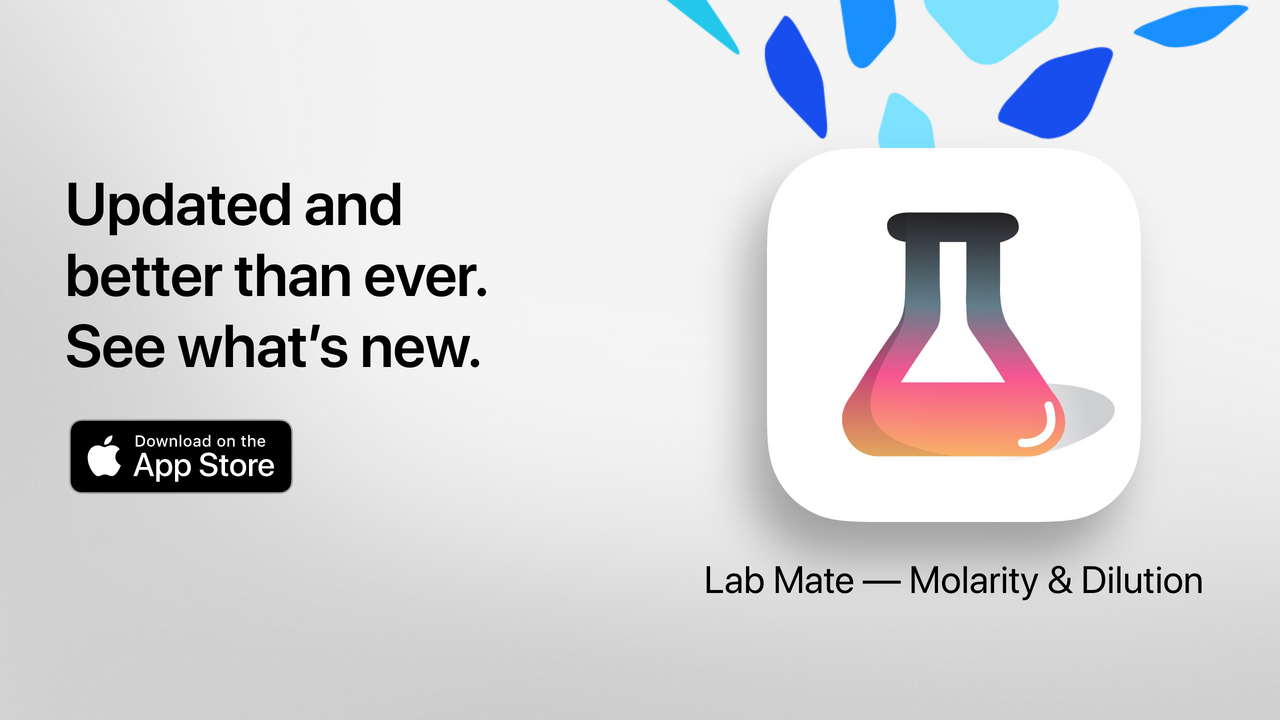 Updated and
better than ever.
See what’s new.
Download on the
App Store
Lab Mate — Molarity & Dilution